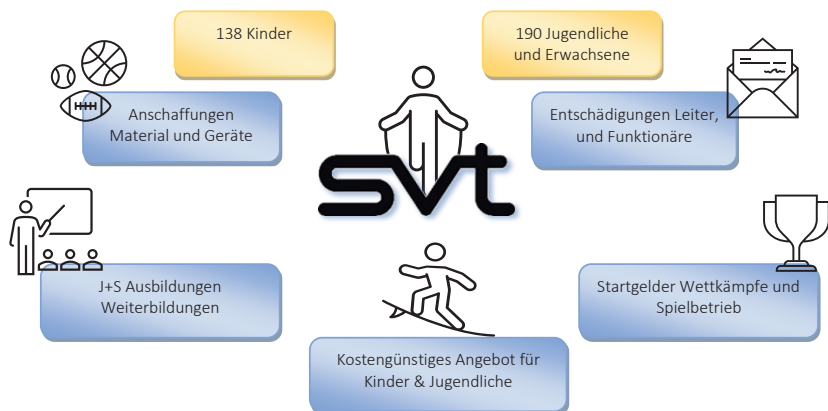 138 Kinder
190 Jugendliche
und Erwachsene
Anschaffungen
Material und Geräte
Entschädigungen Leiter,
und Funktionäre
svt
J+S Ausbildungen
Weiterbildungen
Startgelder Wettkämpfe und
Spielbetrieb
Kostengünstiges Angebot für
Kinder & Jugendliche